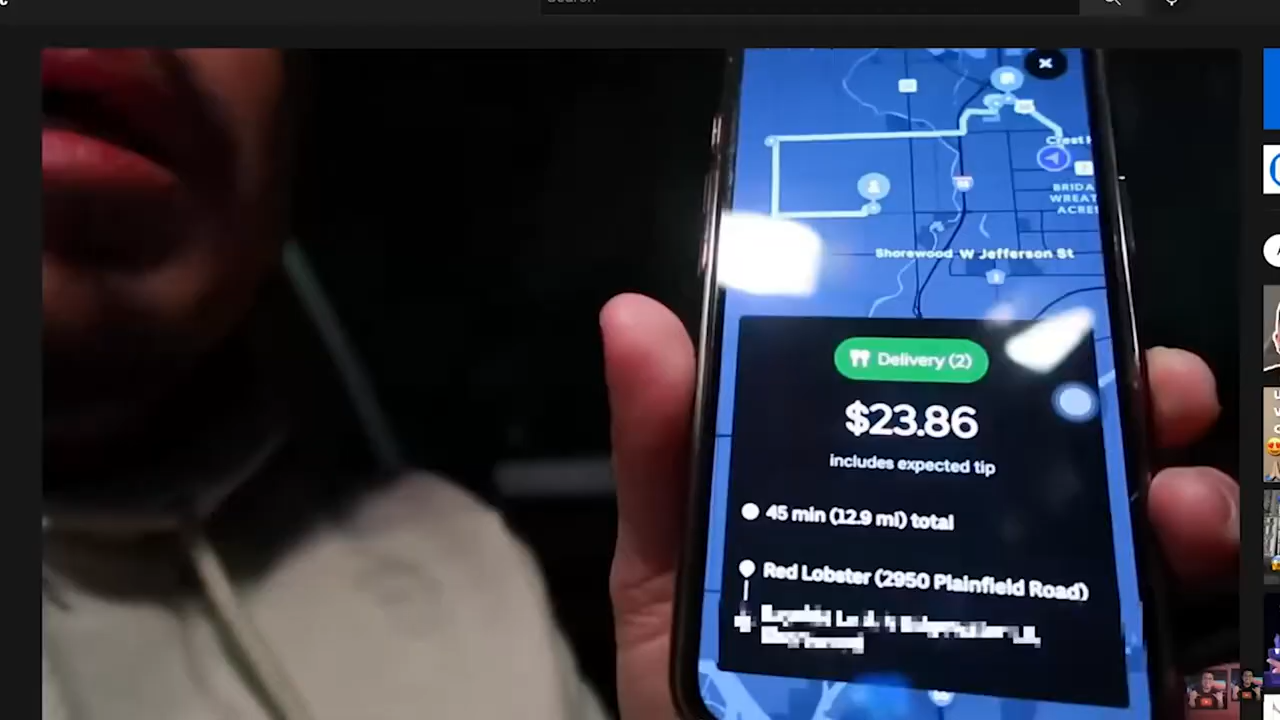 Search
Crest H
BRIDA
WREAT
ACRES
Shorewood W Jefferson St
Delivery (2)
$23.86
includes expected tip
45 min (12.9 mi) total
Red Lobster (2950 Plainfield Road)